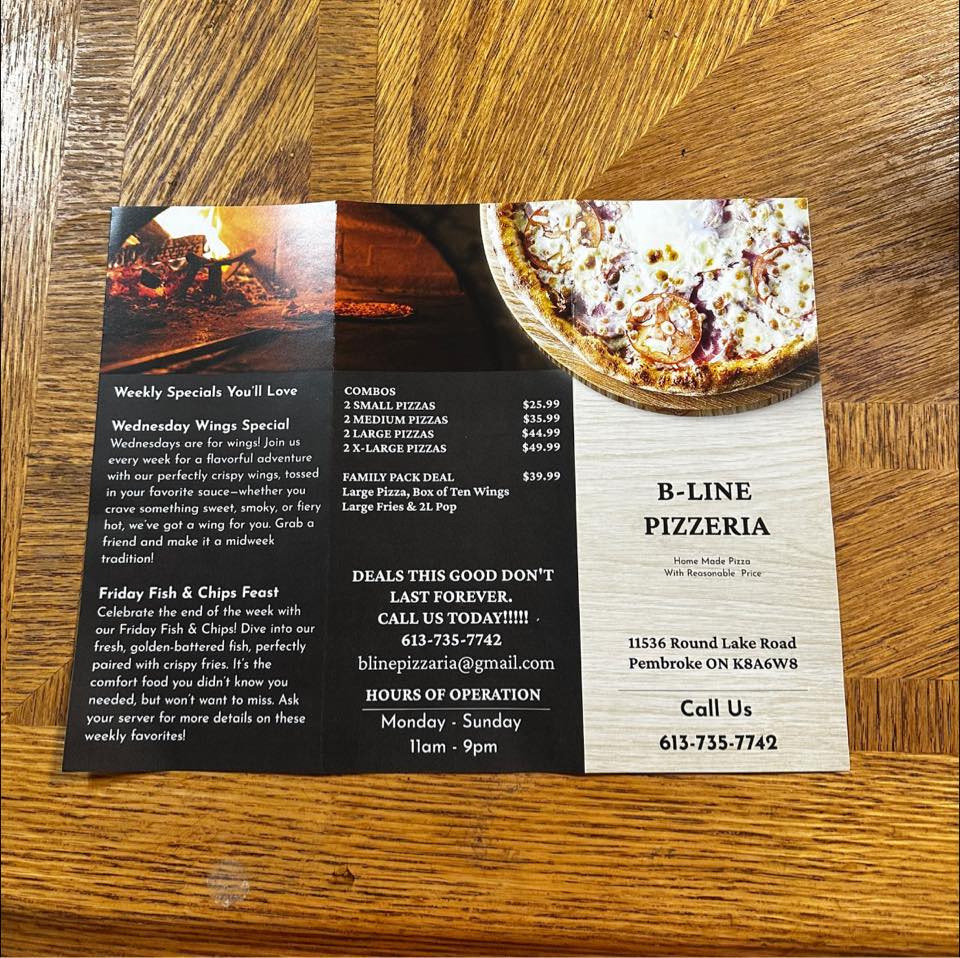 Weekly Specials You'll Love
Wednesday Wings Special
Wednesdays are for wings! Join us
every week for a flavorful adventure
with our perfectly crispy wings, tossed
in your favorite sauce—whether you
crave something sweet, smoky, or fiery
hot, we've got a wing for you. Grab a
friend and make it a midweek
tradition!
Friday Fish & Chips Feast
Celebrate the end of the week with
our Friday Fish & Chips! Dive into our
fresh, golden-battered fish, perfectly
paired with crispy fries. It's the
comfort food you didn't know you
needed, but won't want to miss. Ask
your server for more details on these
weekly favorites!
COMBOS
2 SMALL PIZZAS $25.99
2 MEDIUM PIZZAS $35.99
2 LARGE PIZZAS $44.99
2 X-LARGE PIZZAS $49.99
FAMILY PACK DEAL $39.99
Large Pizza, Box of Ten Wings
Large Fries & 2L Pop
DEALS THIS GOOD DON'T
LAST FOREVER.
CALL US TODAY!!!!!
613-735-7742
blinepizzaria@gmail.com
HOURS OF OPERATION
Monday - Sunday
11am - 9pm
B-LINE
PIZZERIA
Home Made Pizza
With Reasonable Price
11536 Round Lake Road
Pembroke ON K8A6W8
Call Us
613-735-7742